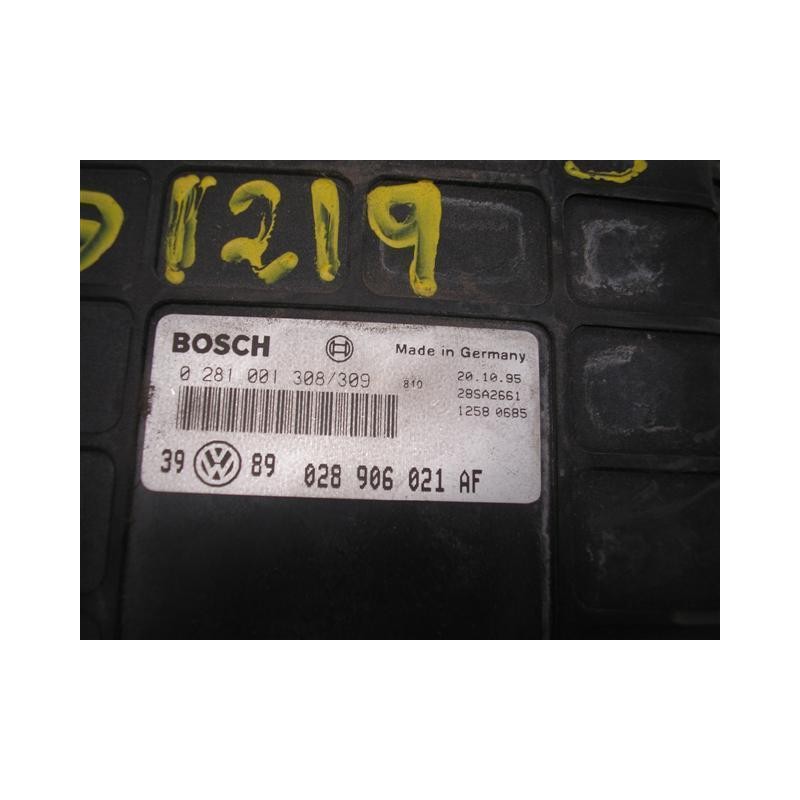 1219
BOSCH Made in Germany
0 281 001 308/309 810 20.10.95
28SA2661
1258 0685
39 VW 89 028 906 021 AF